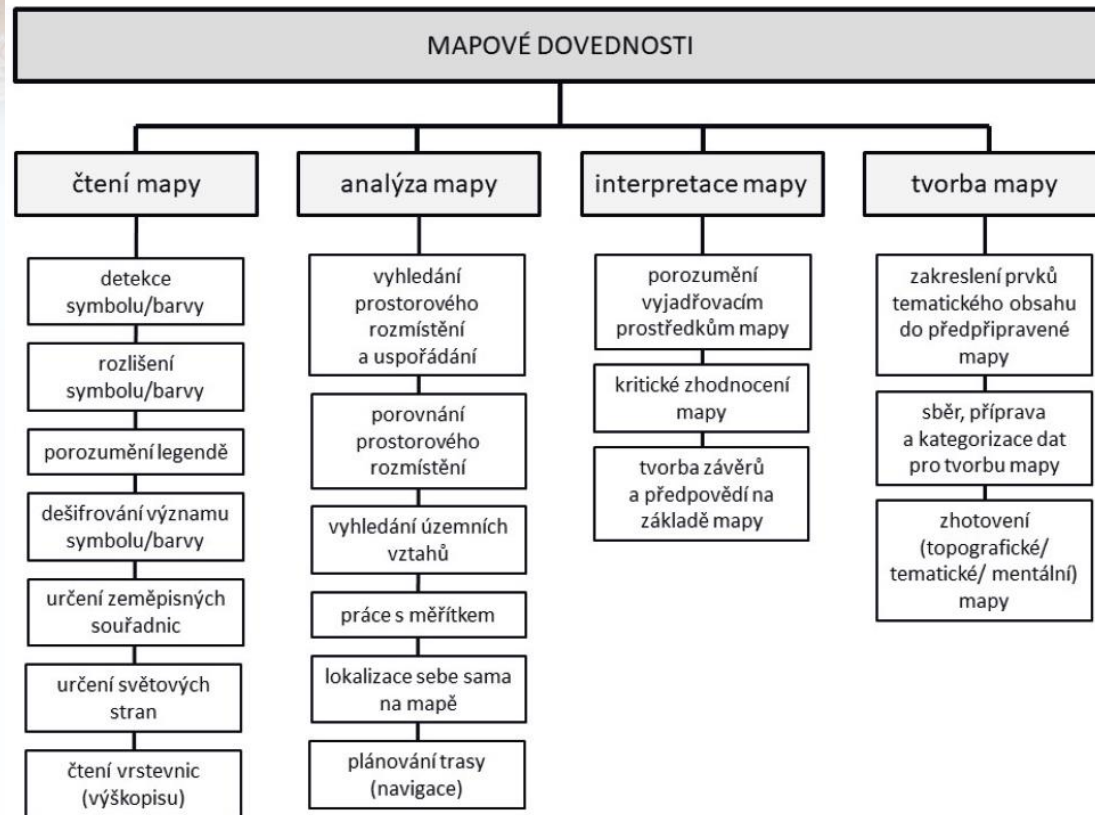 MAPOVÉ DOVEDNOSTI
čtení mapy
detekce
symbolu/barvy
rozlišení
symbolu/barvy
porozumění legendě
dešifrování významu
symbolu/barvy
určení zeměpisných
souřadnic
určení světových
stran
čtení vrstevnic
(výškopisu)
analýza mapy
vyhledání
prostorového
rozmístění
a uspořádání
porovnání
prostorového
rozmístění
vyhledání územních
vztahů
práce s měřítkem
lokalizace sebe sama
na mapě
plánování trasy
(navigace)
interpretace mapy
porozumění
vyjadřovacím
prostředkům mapy
kritické zhodnocení
mapy
tvorba závěrů
a předpovědí na
základě mapy
tvorba mapy
zakreslení prvků
tematického obsahu
do předpřipravené
mapy
sběr, příprava
a kategorizace dat
pro tvorbu mapy
zhotovení
(topografické/
tematické/ mentální)
mapy